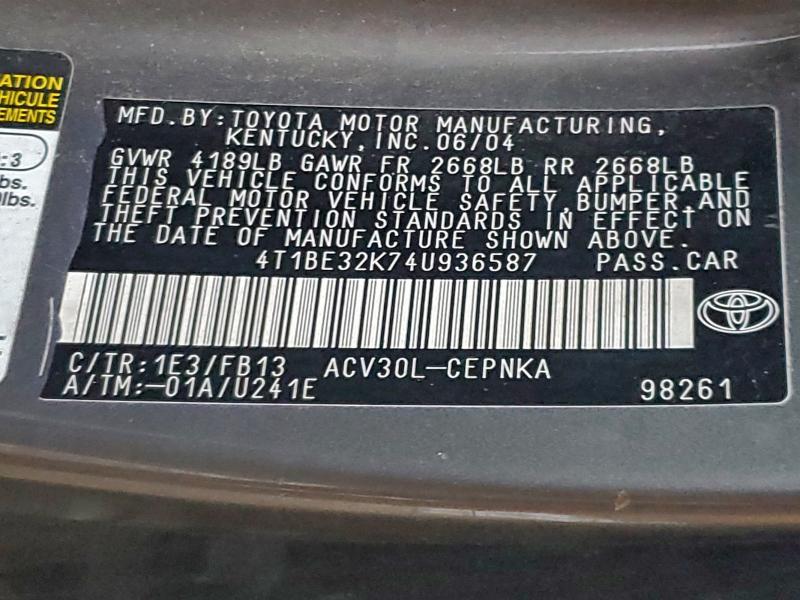 ATION
HICULE
EMENTS
:3
bs.
lbs.
MFD. BY: TOYOTA MOTOR MANUFACTURING,
KENTUCKY, INC. 06/04
GVWR 4189LB GAWR FR 2668LB RR 2668LB
THIS VEHICLE CONFORMS TO ALL APPLICABLE
FEDERAL MOTOR VEHICLE SAFETY, BUMPER, AND
THEFT PREVENTION STANDARDS IN EFFECT ON
THE DATE OF MANUFACTURE SHOWN ABOVE.
4T1BE32K74U936587 PASS.CAR
C/TR:1E3/FB13 ACV30L-CEPNKA
A/TM:-01A/U241E 98261